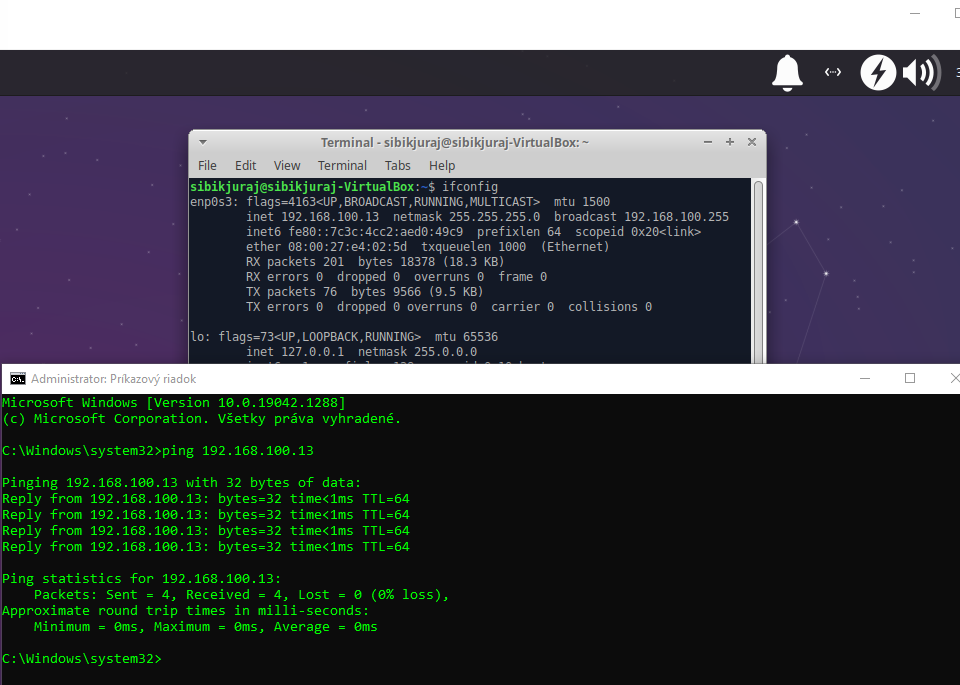 Terminal - sibikjuraj@sibikjuraj-VirtualBox: ~
File Edit View Terminal Tabs Help
sibikjuraj@sibikjuraj-VirtualBox:~$ ifconfig
enp0s3: flags=4163<UP,BROADCAST,RUNNING,MULTICAST> mtu 1500
inet 192.168.100.13 netmask 255.255.255.0 broadcast 192.168.100.255
inet6 fe80::7c3c:4cc2:aed0:49c9 prefixlen 64 scopeid 0x20<link>
ether 08:00:27:e4:02:5d txqueuelen 1000 (Ethernet)
RX packets 201 bytes 18378 (18.3 KB)
RX errors 0 dropped 0 overruns 0 frame 0
TX packets 76 bytes 9566 (9.5 KB)
TX errors 0 dropped 0 overruns 0 carrier 0 collisions 0
lo: flags=73<UP,LOOPBACK,RUNNING> mtu 65536
inet 127.0.0.1 netmask 255.0.0.0
Administrator: Príkazový riadok
Microsoft Windows [Version 10.0.19042.1288]
(c) Microsoft Corporation. Všetky práva vyhradené.
C:\Windows\system32>ping 192.168.100.13
Pinging 192.168.100.13 with 32 bytes of data:
Reply from 192.168.100.13: bytes=32 time<1ms TTL=64
Reply from 192.168.100.13: bytes=32 time<1ms TTL=64
Reply from 192.168.100.13: bytes=32 time<1ms TTL=64
Reply from 192.168.100.13: bytes=32 time<1ms TTL=64
Ping statistics for 192.168.100.13:
Packets: Sent = 4, Received = 4, Lost = 0 (0% loss),
Approximate round trip times in milli-seconds:
Minimum = 0ms, Maximum = 0ms, Average = 0ms
C:\Windows\system32>